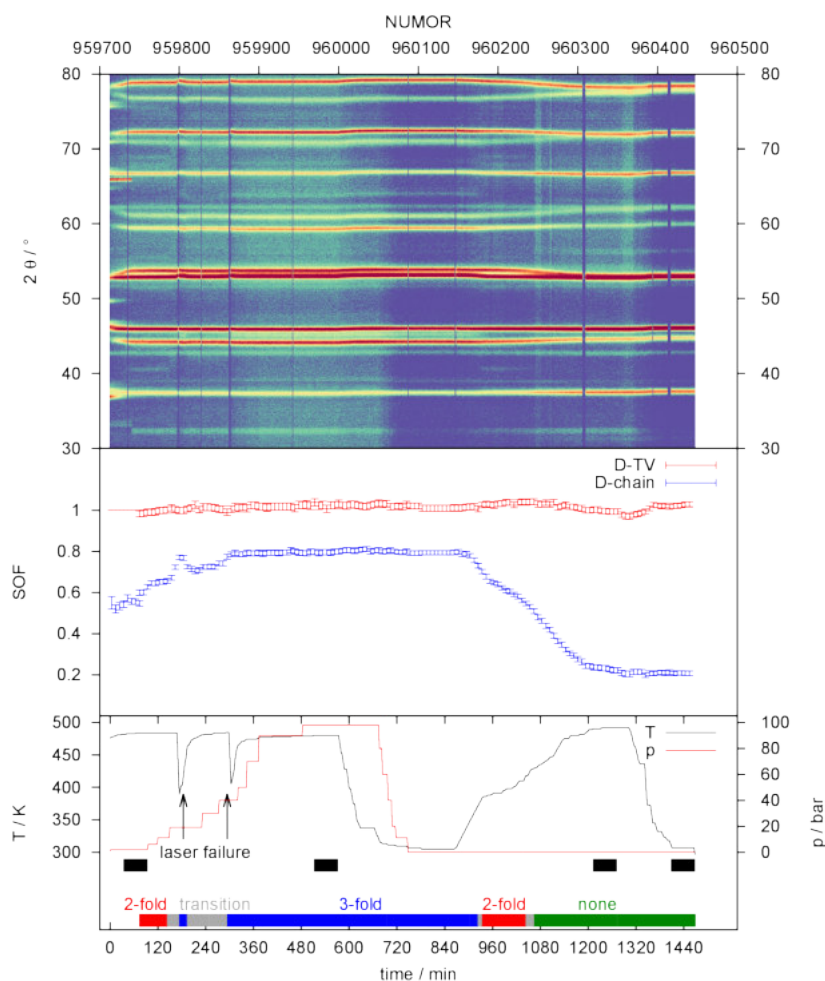 NUMOR
959700 959800 959900 960000 960100 960200 960300 960400 960500
80 80
70 70
60 60
50 50
40 40
30 30
2 θ / °
D-TV
D-chain
1
0.8
0.6
0.4
0.2
SOF
500 100
450 80
400 60
40
350 20
300 0
T / K
p / bar
T
p
laser failure
2-fold transition 3-fold 2-fold none
0 120 240 360 480 600 720 840 960 1080 1200 1320 1440
time / min